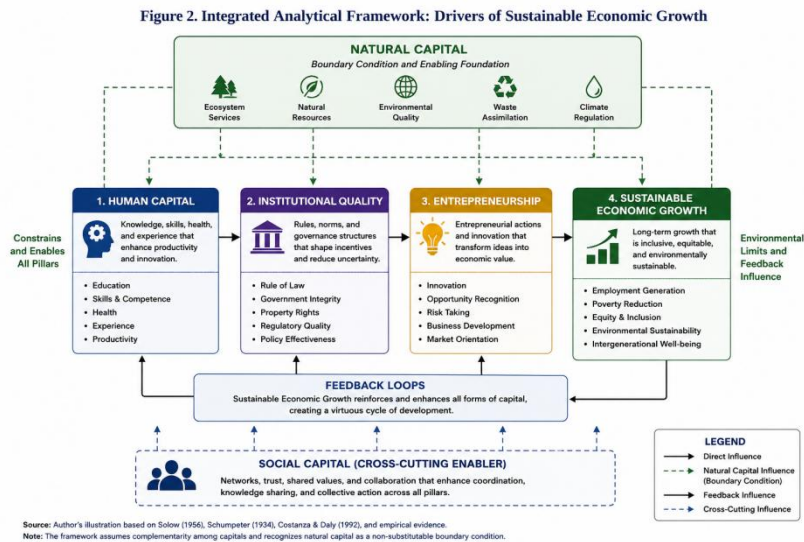 Figure 2. Integrated Analytical Framework: Drivers of Sustainable Economic Growth
NATURAL CAPITAL
Boundary Condition and Enabling Foundation
Ecosystem
Services
Natural
Resources
Environmental
Quality
Waste
Assimilation
Climate
Regulation
Constrains
and Enables
All Pillars
1. HUMAN CAPITAL
Knowledge, skills, health,
and experience that
enhance productivity
and innovation.
• Education
• Skills & Competence
• Health
• Experience
• Productivity
2. INSTITUTIONAL QUALITY
Rules, norms, and
governance structures
that shape incentives
and reduce uncertainty.
• Rule of Law
• Government Integrity
• Property Rights
• Regulatory Quality
• Policy Effectiveness
3. ENTREPRENEURSHIP
Entrepreneurial actions
and innovation that
transform ideas into
economic value.
• Innovation
• Opportunity Recognition
• Risk Taking
• Business Development
• Market Orientation
4. SUSTAINABLE
ECONOMIC GROWTH
Long-term growth that
is inclusive, equitable,
and environmentally
sustainable.
• Employment Generation
• Poverty Reduction
• Equity & Inclusion
• Environmental Sustainability
• Intergenerational Well-being
Environmental
Limits and
Feedback
Influence
FEEDBACK LOOPS
Sustainable Economic Growth reinforces and enhances all forms of capital,
creating a virtuous cycle of development.
SOCIAL CAPITAL (CROSS-CUTTING ENABLER)
Networks, trust, shared values, and collaboration that enhance coordination,
knowledge sharing, and collective action across all pillars.
LEGEND
Direct Influence
Natural Capital Influence
(Boundary Condition)
Feedback Influence
Cross-Cutting Influence
Source: Author's illustration based on Solow (1956), Schumpeter (1934), Costanza & Daly (1992), and empirical evidence.
Note: The framework assumes complementarity among capitals and recognizes natural capital as a non-substitutable boundary condition.